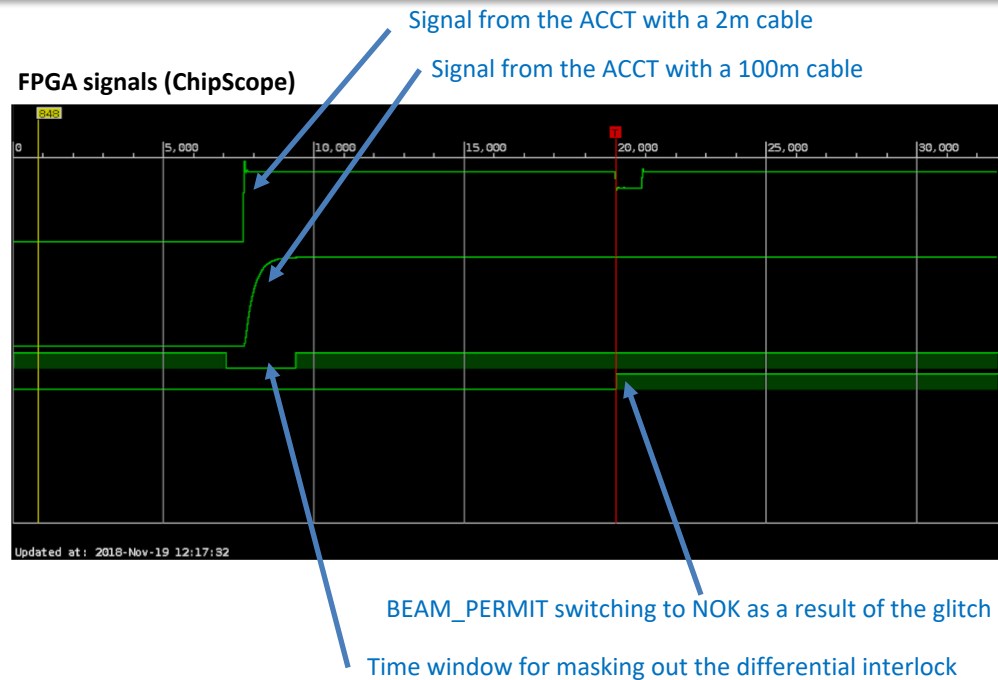 Signal from the ACCT with a 2m cable
Signal from the ACCT with a 100m cable
FPGA signals (ChipScope)
848
T
0 5,000 10,000 15,000 20,000 25,000 30,000
Updated at: 2018-Nov-19 12:17:32
BEAM_PERMIT switching to NOK as a result of the glitch
Time window for masking out the differential interlock